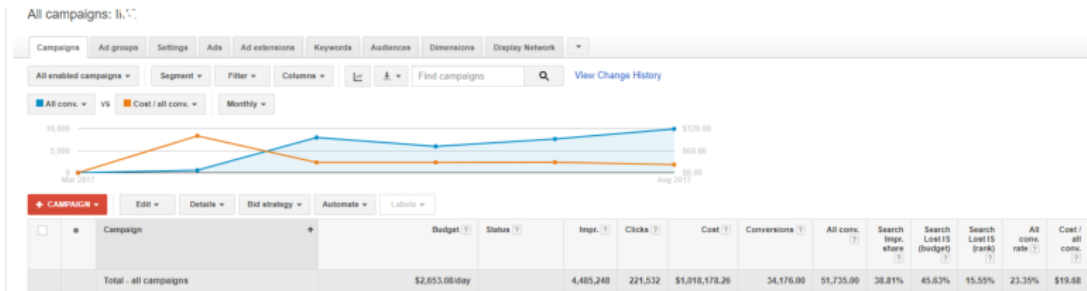 All campaigns:
Campaigns Ad groups Settings Ads Ad extensions Keywords Audiences Dimensions Display Network
All enabled campaigns Segment Filter Columns Find campaigns View Change History
All conv. VS Cost / all conv. Monthly
10,000 $120.00
5,000 $60.00
0 $0.00
Mar 2017 Aug 2017
+ CAMPAIGN Edit Details Bid strategy Automate Labels
Campaign Budget ? Status ? Impr. ? Clicks ? Cost ? Conversions ? All conv. ? Search Impr. share ? Search Lost IS (budget) ? Search Lost IS (rank) ? All conv. rate ? Cost / all conv. ?
Total - all campaigns $2,653.08/day 4,485,248 221,532 $1,018,178.26 34,176.00 51,735.00 38.81% 45.63% 15.55% 23.35% $19.68